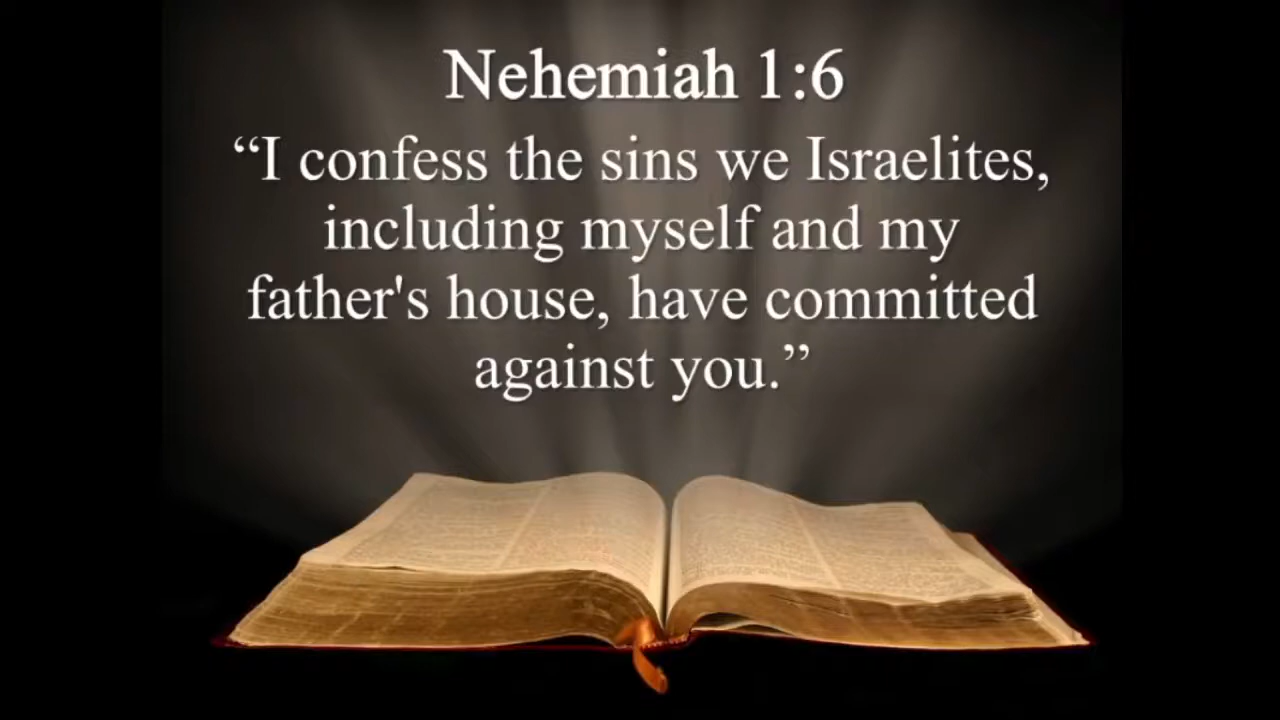 Nehemiah 1:6
“I confess the sins we Israelites,
including myself and my
father's house, have committed
against you.”